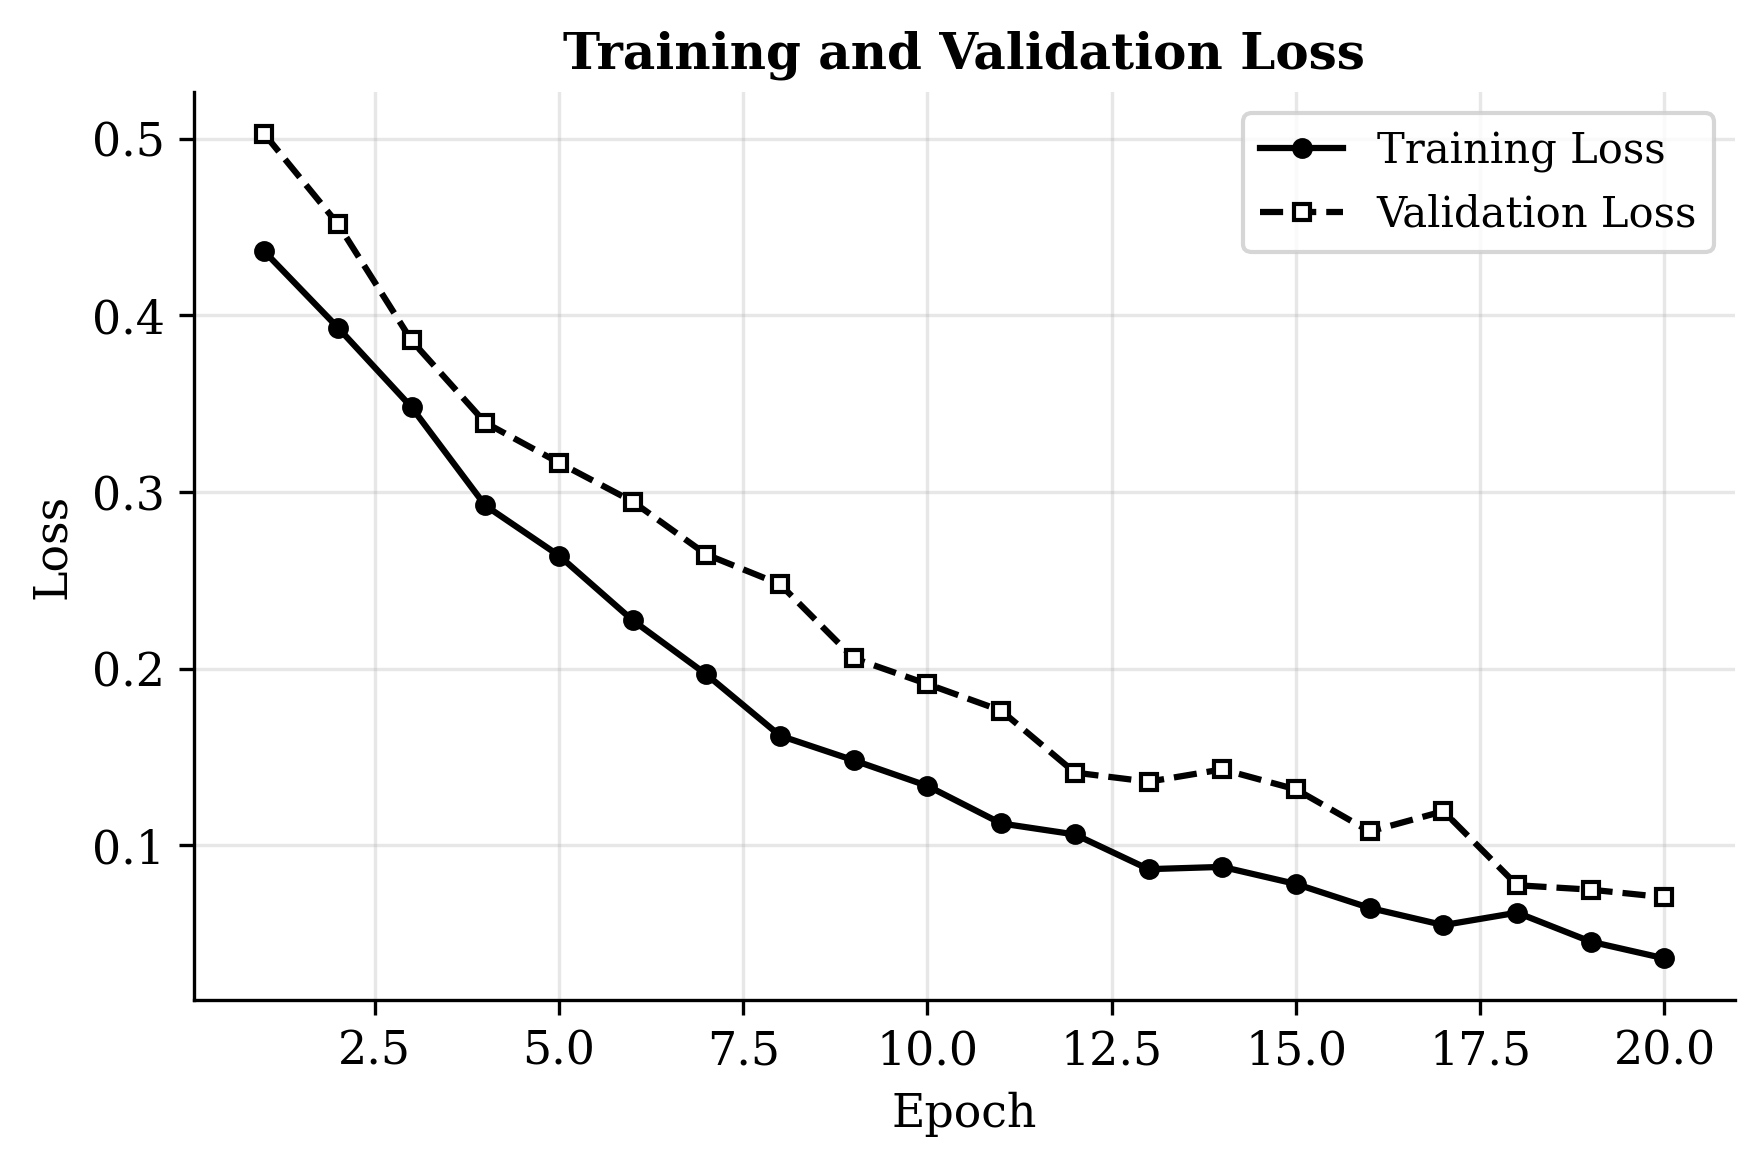 Training and Validation Loss
Training Loss
Validation Loss
0.5
0.4
0.3
0.2
0.1
Loss
2.5 5.0 7.5 10.0 12.5 15.0 17.5 20.0
Epoch